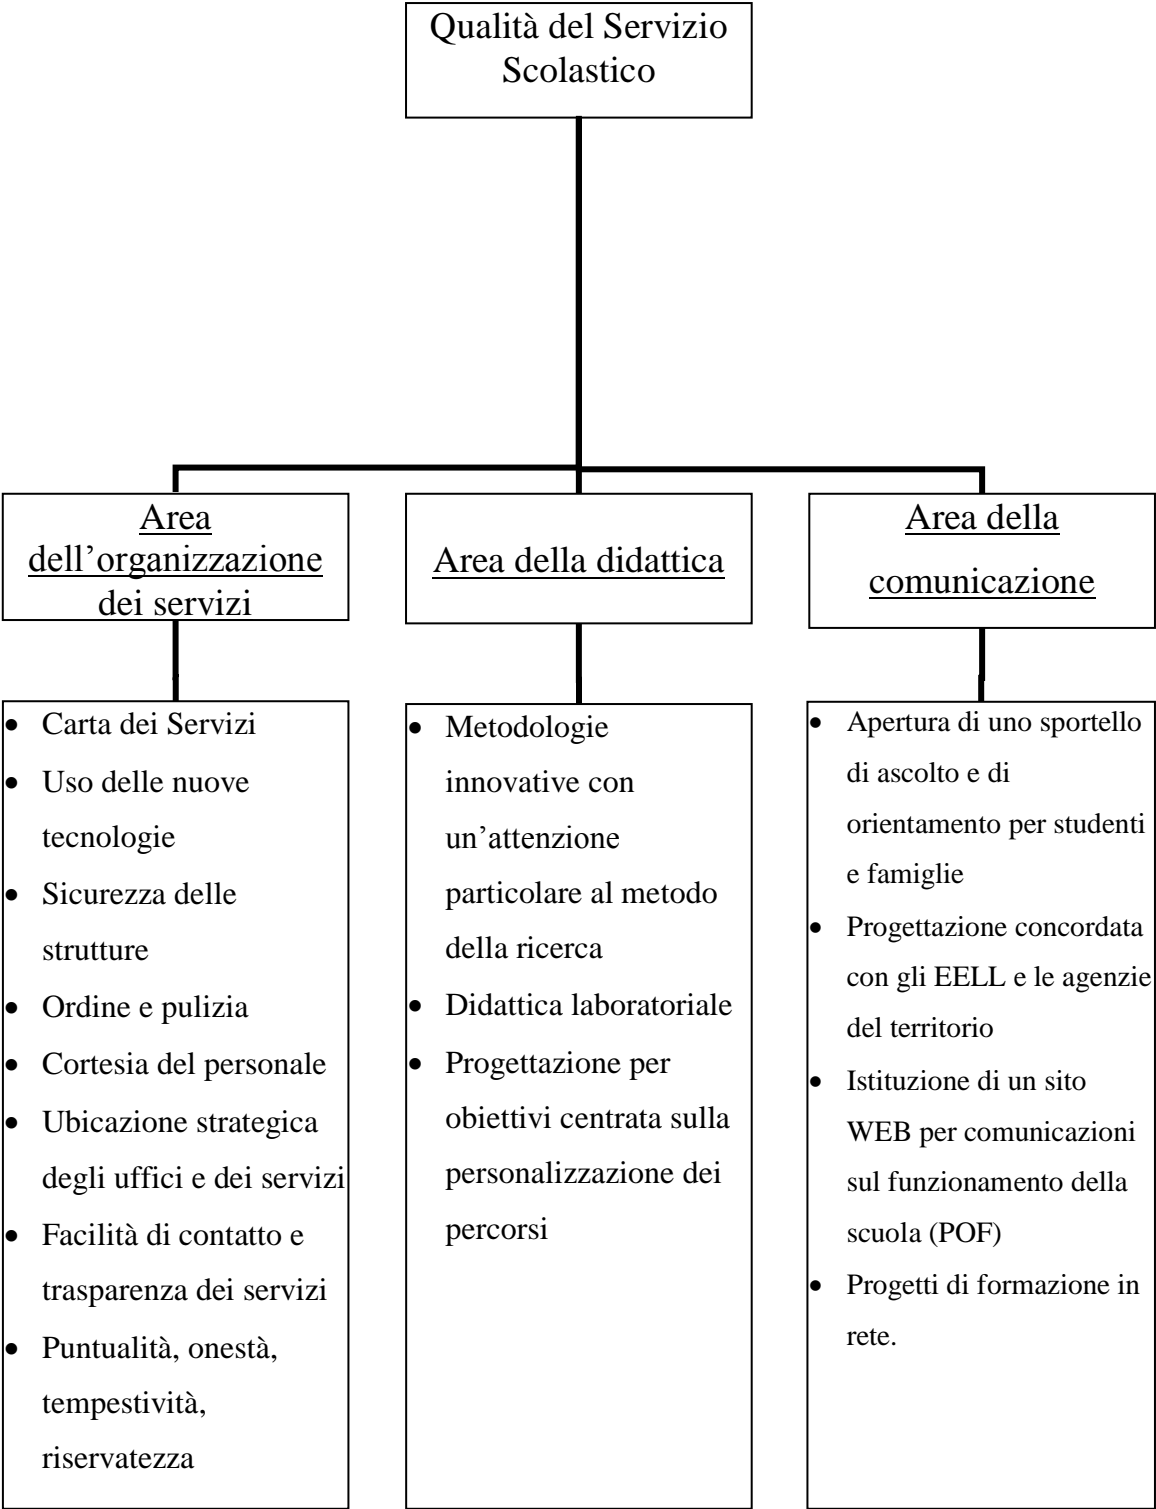 Qualità del Servizio
Scolastico
Area
dell’organizzazione
dei servizi
• Carta dei Servizi
• Uso delle nuove
tecnologie
• Sicurezza delle
strutture
• Ordine e pulizia
• Cortesia del personale
• Ubicazione strategica
degli uffici e dei servizi
• Facilità di contatto e
trasparenza dei servizi
• Puntualità, onestà,
tempestività,
riservatezza
Area della didattica
• Metodologie
innovative con
un’attenzione
particolare al metodo
della ricerca
• Didattica laboratoriale
• Progettazione per
obiettivi centrata sulla
personalizzazione dei
percorsi
Area della
comunicazione
• Apertura di uno sportello
di ascolto e di
orientamento per studenti
e famiglie
• Progettazione concordata
con gli EELL e le agenzie
del territorio
• Istituzione di un sito
WEB per comunicazioni
sul funzionamento della
scuola (POF)
• Progetti di formazione in
rete.